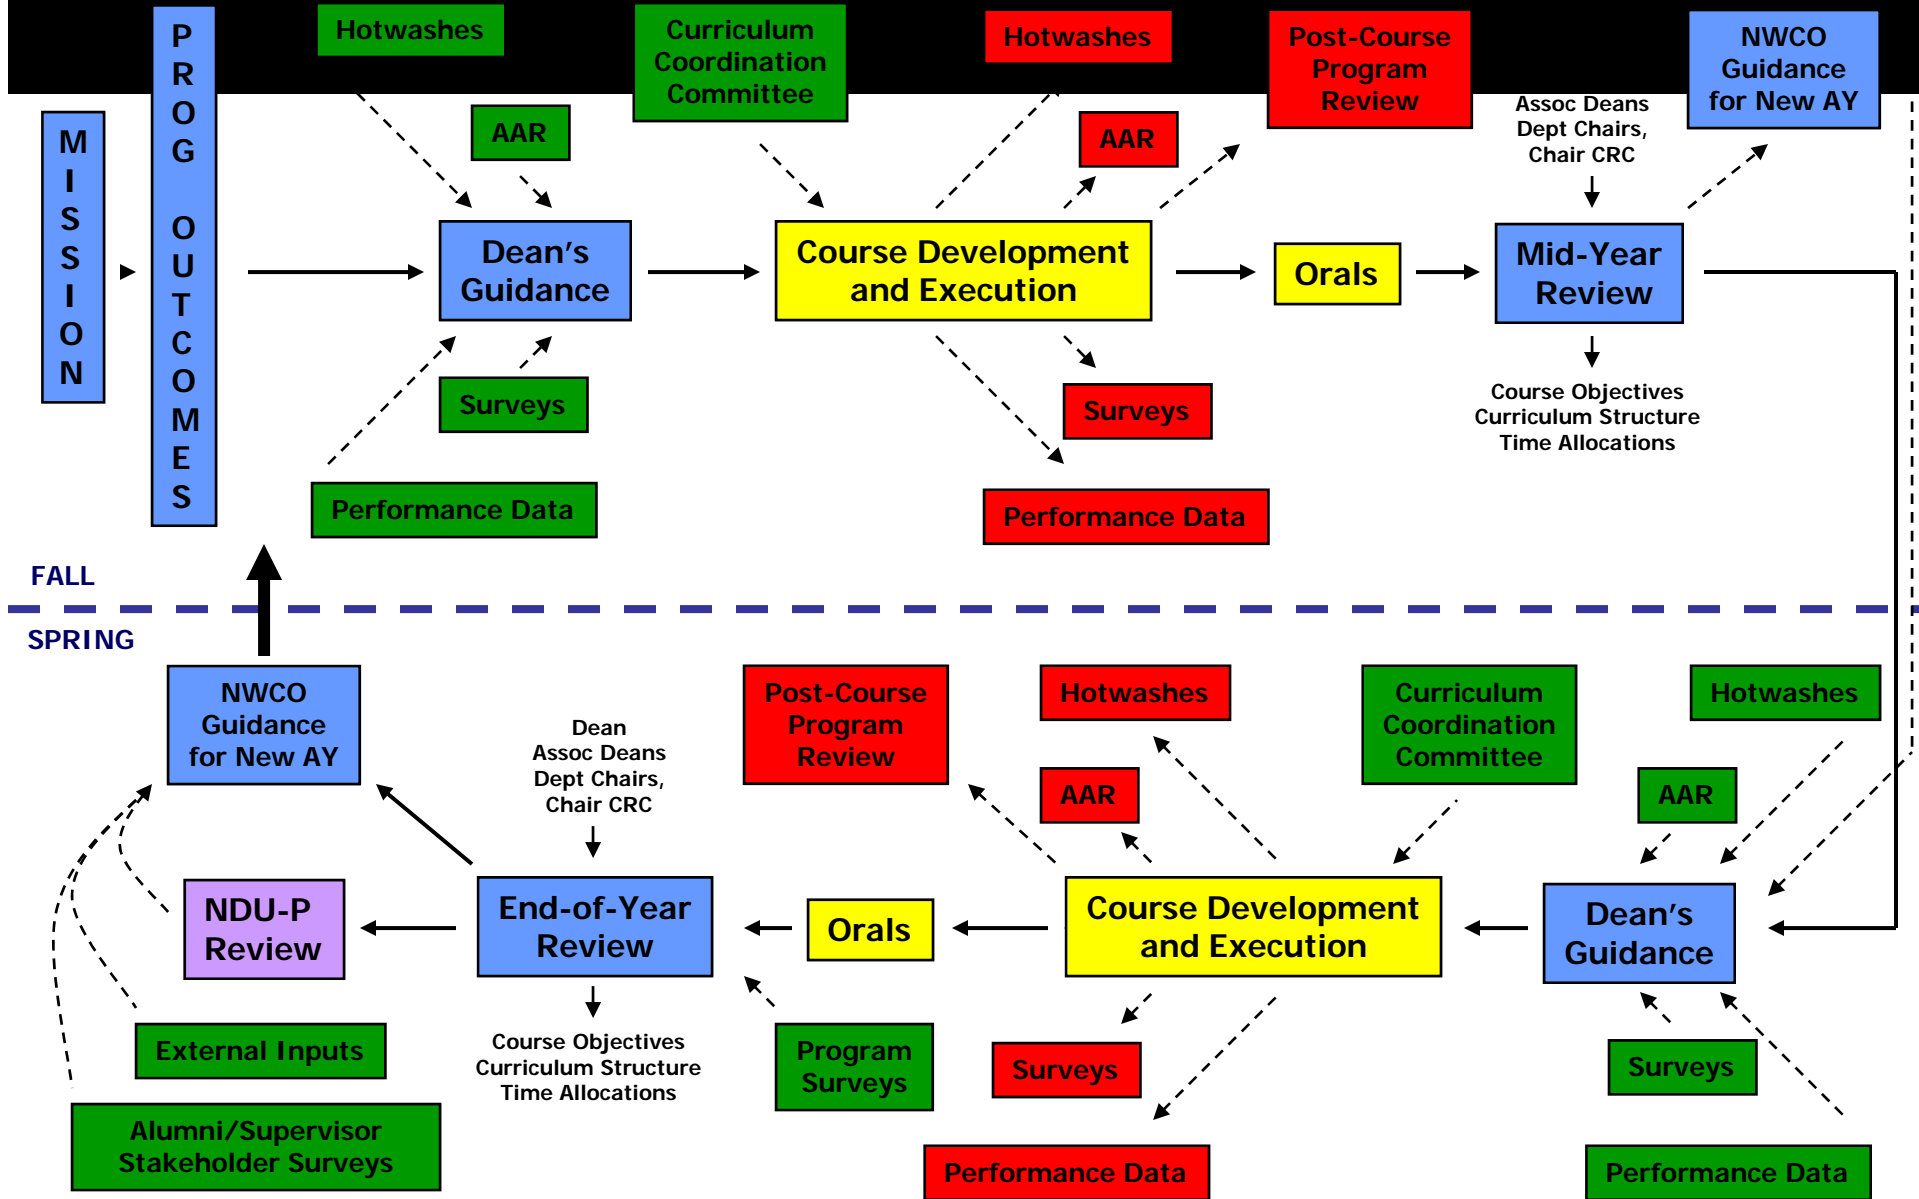 MISSION
PROG OUTCOMES
Hotwashes
AAR
Dean's
Guidance
Surveys
Performance Data
Curriculum
Coordination
Committee
Course Development
and Execution
Hotwashes
AAR
Post-Course
Program
Review
Surveys
Performance Data
Orals
Assoc Deans
Dept Chairs,
Chair CRC
Mid-Year
Review
Course Objectives
Curriculum Structure
Time Allocations
NWCO
Guidance
for New AY
FALL
SPRING
NWCO
Guidance
for New AY
Dean
Assoc Deans
Dept Chairs,
Chair CRC
Post-Course
Program
Review
Hotwashes
AAR
Curriculum
Coordination
Committee
Hotwashes
AAR
NDU-P
Review
End-of-Year
Review
Orals
Course Development
and Execution
Dean's
Guidance
External Inputs
Alumni/Supervisor
Stakeholder Surveys
Course Objectives
Curriculum Structure
Time Allocations
Program
Surveys
Surveys
Performance Data
Surveys
Performance Data